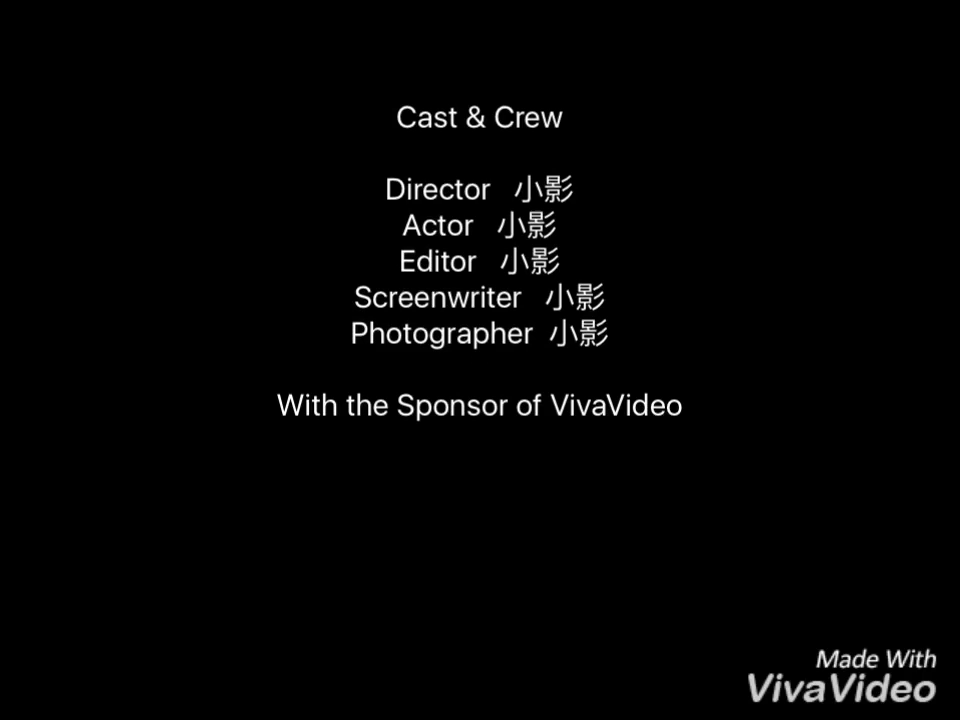 Cast & Crew
Director 小影
Actor 小影
Editor 小影
Screenwriter 小影
Photographer 小影
With the Sponsor of VivaVideo
Made With
VivaVideo